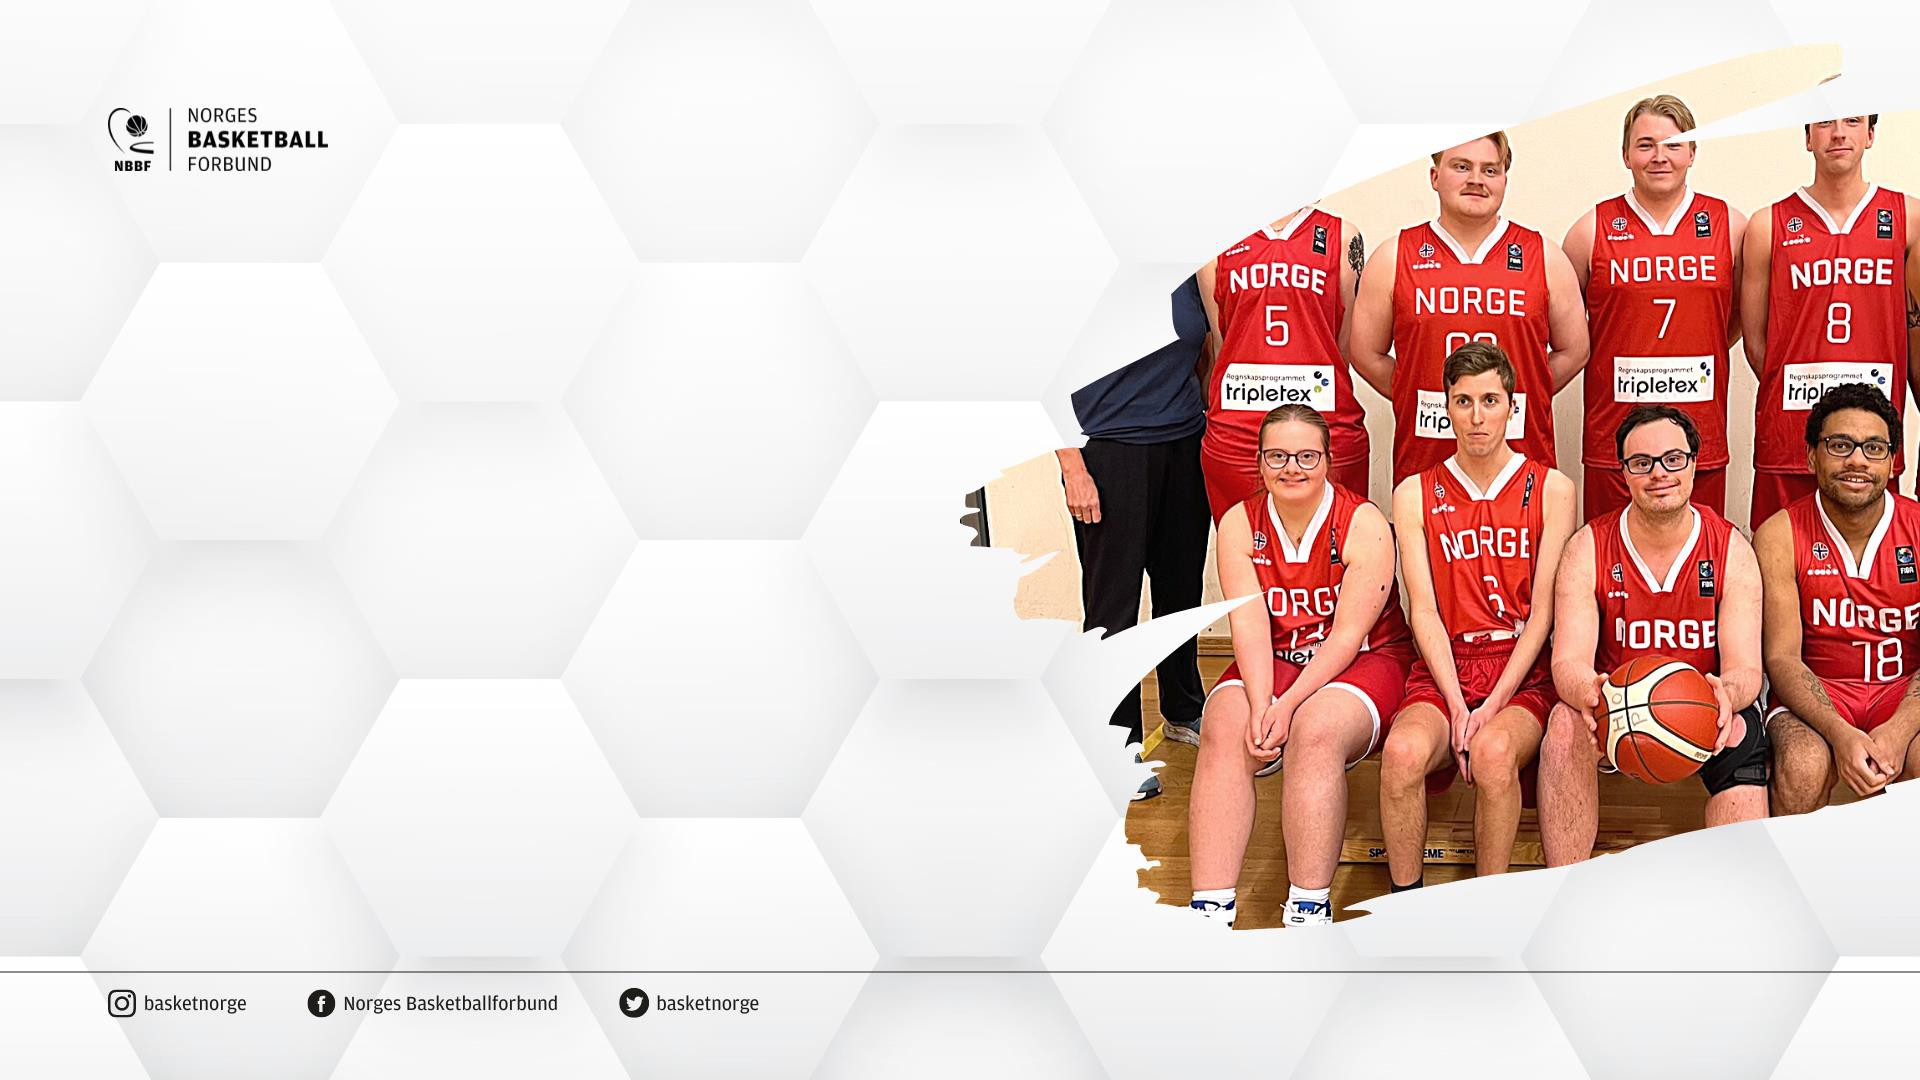 NORGES
BASKETBALL
FORBUND
NBBF
NORGE
5
Regnskapsprogrammet
tripletex
NORGE
NORGE
7
Regnskapsprogrammet
tripletex
NORGE
8
Regnskapsprogrammet
FIBA
NORGE
NORGE
NORGE
18
basketnorge
Norges Basketballforbund
basketnorge